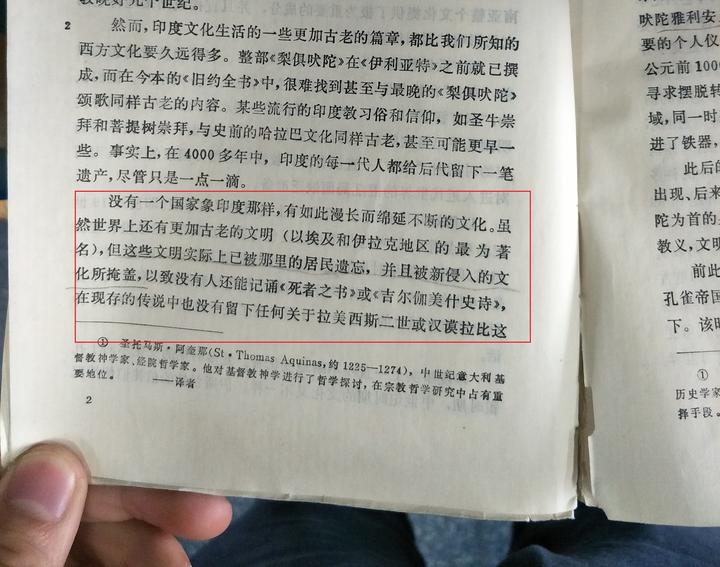 2
然而，印度文化生活的一些更加古老的篇章，都比我们所知的
西方文化要久远得多。整部《梨俱吠陀》在《伊利亚特》之前就已撰
成，而在今本的《旧约全书》中，很难找到甚至与最晚的《梨俱吠陀》
颂歌同样古老的内容。某些流行的印度教习俗和信仰，如圣牛崇
拜和菩提树崇拜，与史前的哈拉巴文化同样古老，甚至可能更早一
些。事实上，在4000多年中，印度的每一代人都给后代留下一笔
遗产，尽管只是一点一滴。
没有一个国家象印度那样，有如此漫长而绵延不断的文化。虽
然世界上还有更加古老的文明（以埃及和伊拉克地区的最为著
名），但这些文明实际上已被那里的居民遗忘，并且被新侵入的文
化所掩盖，以致没有人还能记诵《死者之书》或《吉尔伽美什史诗》，
在现存的传说中也没有留下任何关于拉美西斯二世或汉谟拉比这
① 圣托马斯·阿奎那（St·Thomas Aquinas，约1225—1274），中世纪意大利基
督教神学家、经院哲学家。他对基督教神学进行了哲学探讨，在宗教哲学研究中占有重
要地位。 ——译者
2
吠陀雅利安
要的个人仪
公元前1000
寻求摆脱转
域，同一时
进了铁器，
此后的
出现、后来
陀为首的是
教义，文明
前此
孔雀帝国
下。该时
①
历史学家
择手段。